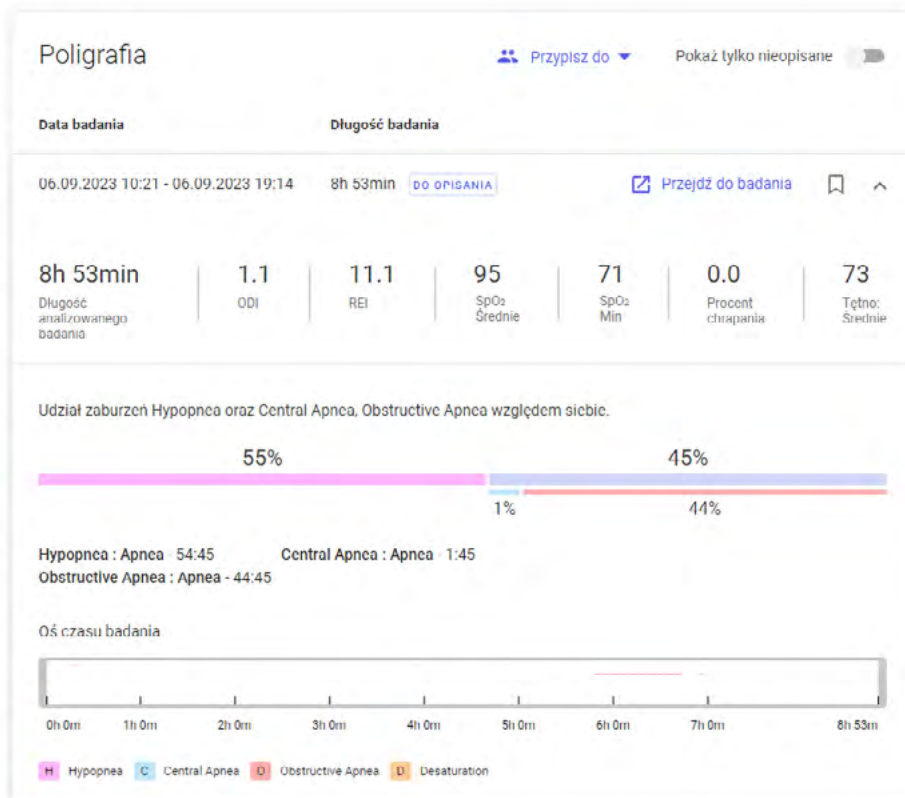 Poligrafia
Przypisz do
Pokaż tylko nieopisane
Data badania
Długość badania
06.09.2023 10:21 - 06.09.2023 19:14
8h 53min
DO OPISANIA
Przejdź do badania
8h 53min
Długość
analizowanego
badania
1.1
ODI
11.1
REI
95
SpO₂
Średnie
71
SpO₂
Min
0.0
Procent
chrapania
73
Tętno:
Średnie
Udział zaburzeń Hypopnea oraz Central Apnea, Obstructive Apnea względem siebie.
55%
45%
1%
44%
Hypopnea : Apnea - 54:45
Central Apnea : Apnea - 1:45
Obstructive Apnea : Apnea - 44:45
Oś czasu badania
0h 0m
1h 0m
2h 0m
3h 0m
4h 0m
5h 0m
6h 0m
7h 0m
8h 53m
H Hypopnea
C Central Apnea
O Obstructive Apnea
D Desaturation